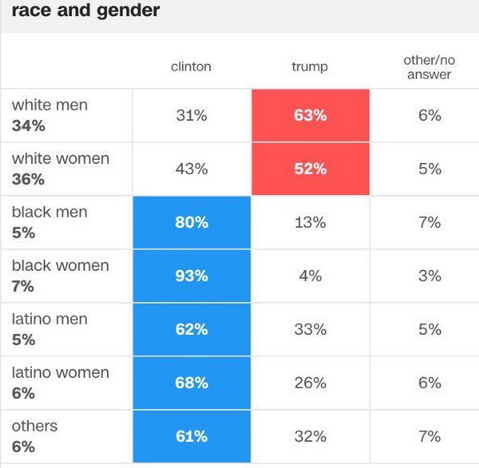 race and gender
clinton trump other/no answer
white men 31% 63% 6%
34%
white women 43% 52% 5%
36%
black men 80% 13% 7%
5%
black women 93% 4% 3%
7%
latino men 62% 33% 5%
5%
latino women 68% 26% 6%
6%
others 61% 32% 7%
6%